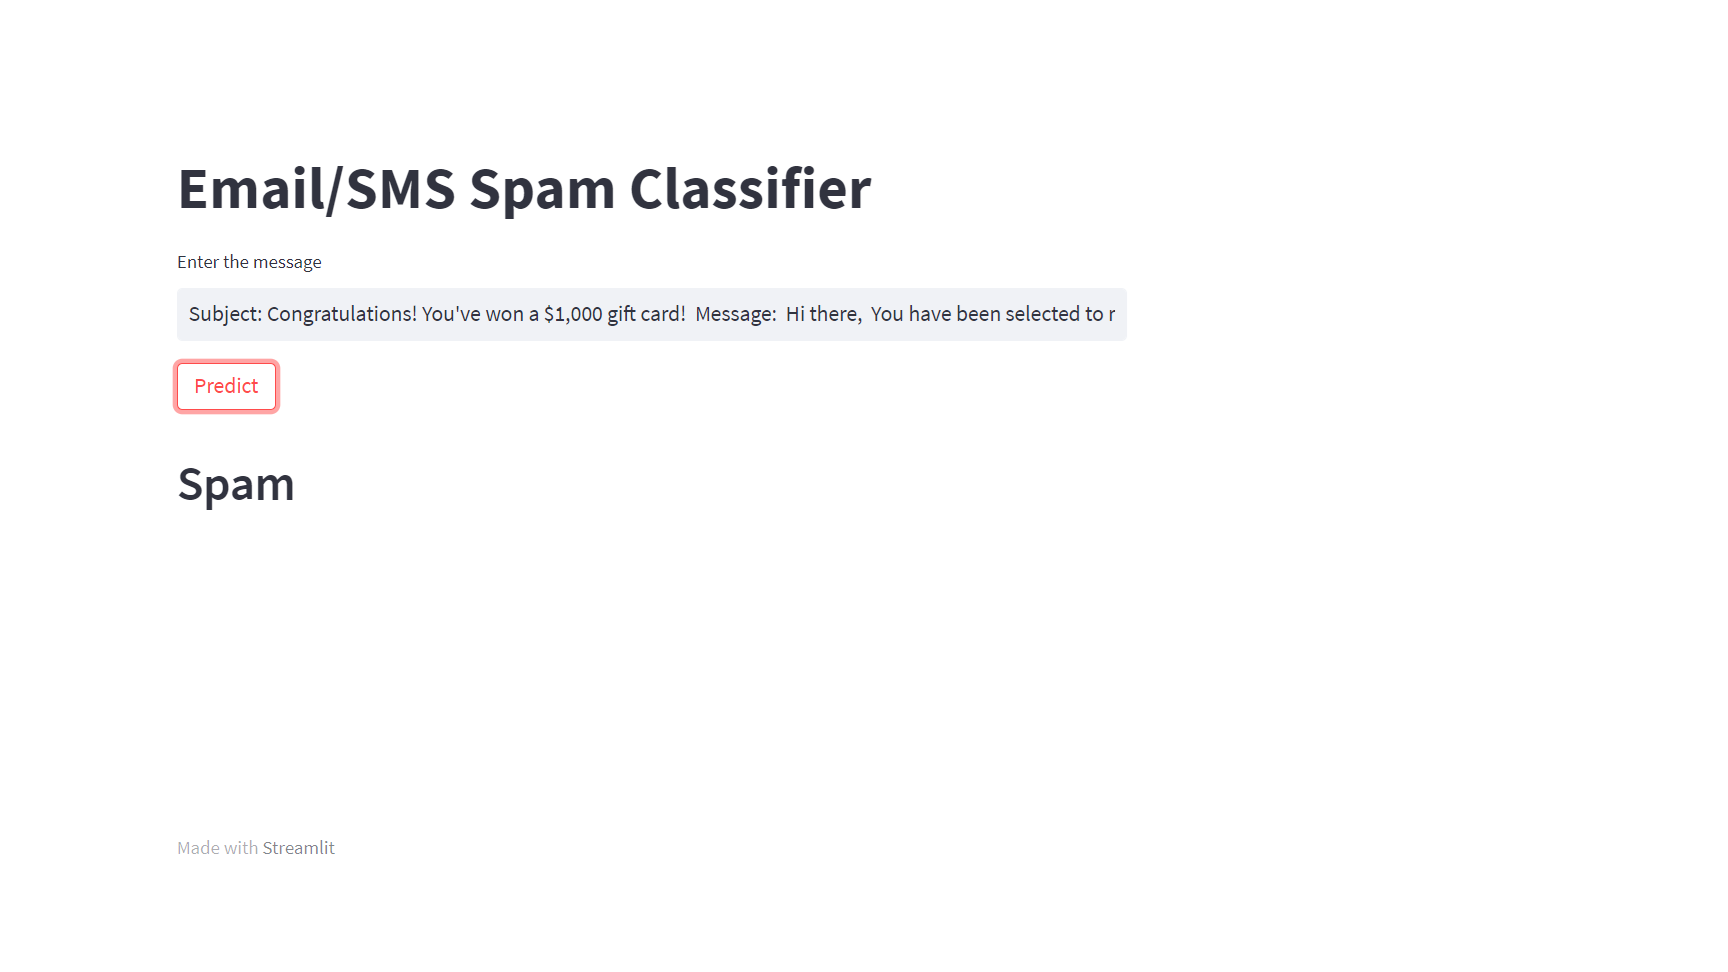 Email/SMS Spam Classifier
Enter the message
Subject: Congratulations! You've won a $1,000 gift card!  Message:  Hi there,  You have been selected to r
Predict
Spam
Made with Streamlit